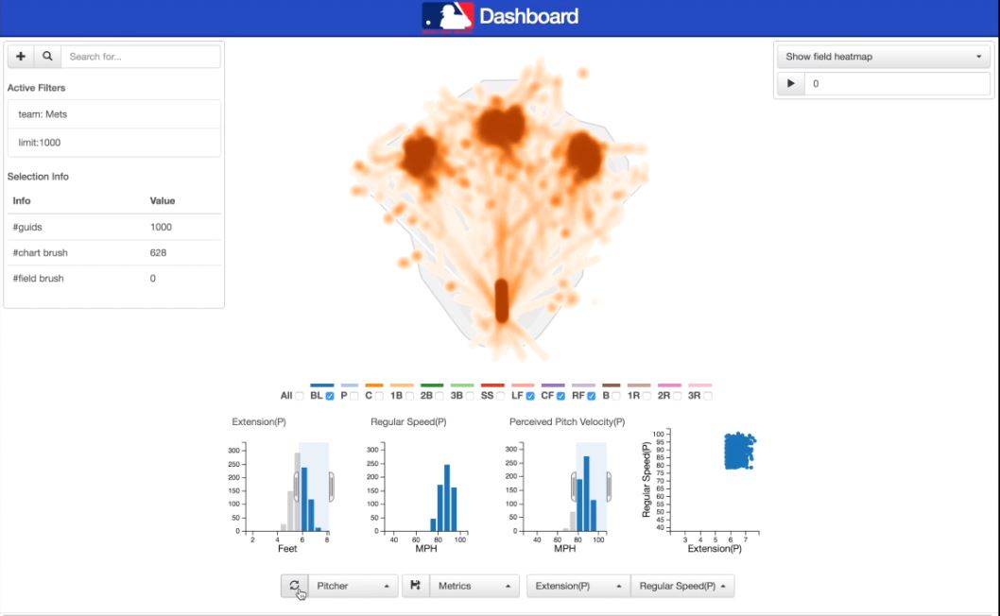 Dashboard
Search for...
Show field heatmap
0
Active Filters
team: Mets
limit:1000
Selection Info
Info Value
#guids 1000
#chart brush 628
#field brush 0
All BL P C 1B 2B 3B SS LF CF RF B 1R 2R 3R
Extension(P)
300
250
200
150
100
50
0
2 4 6 8
Feet
Regular Speed(P)
300
250
200
150
100
50
0
40 60 80 100
MPH
Perceived Pitch Velocity(P)
300
250
200
150
100
50
0
40 60 80 100
MPH
Regular Speed(P)
100
95
90
85
80
75
70
65
60
55
50
45
40
3 4 5 6 7
Extension(P)
Pitcher
Metrics
Extension(P)
Regular Speed(P)